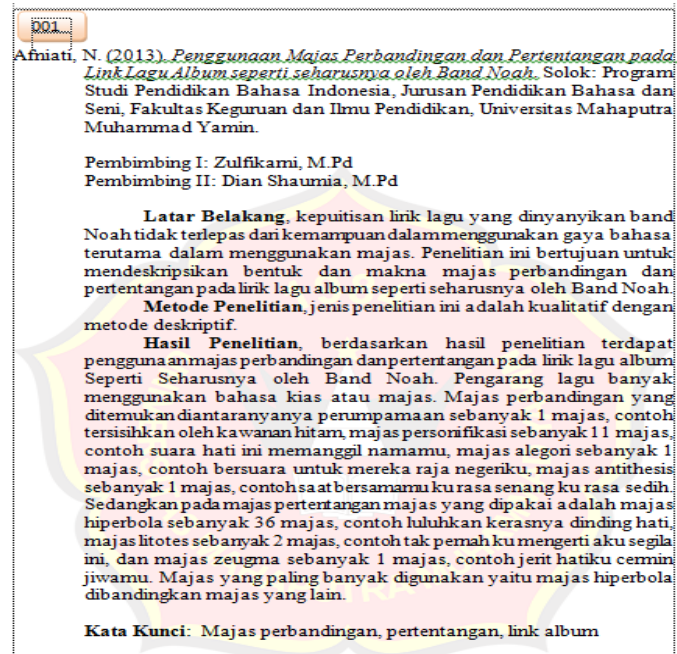 001
Afniati, N. (2013). Penggunaan Majas Perbandingan dan Pertentangan pada
Link Lagu Album seperti seharusnya oleh Band Noah. Solok: Program
Studi Pendidikan Bahasa Indonesia, Jurusan Pendidikan Bahasa dan
Seni, Fakultas Keguruan dan Ilmu Pendidikan, Universitas Mahaputra
Muhammad Yamin.
Pembimbing I: Zulfikarni, M.Pd
Pembimbing II: Dian Shaumia, M.Pd
Latar Belakang, kepuitisan lirik lagu yang dinyanyikan band
Noah tidak terlepas dari kemampuan dalam menggunakan gaya bahasa
terutama dalam menggunakan majas. Penelitian ini bertujuan untuk
mendeskripsikan bentuk dan makna majas perbandingan dan
pertentangan pada lirik lagu album seperti seharusnya oleh Band Noah.
Metode Penelitian, jenis penelitian ini adalah kualitatif dengan
metode deskriptif.
Hasil Penelitian, berdasarkan hasil penelitian terdapat
penggunaan majas perbandingan dan pertentangan pada lirik lagu album
Seperti Seharusnya oleh Band Noah. Pengarang lagu banyak
menggunakan bahasa kias atau majas. Majas perbandingan yang
ditemukan diantaranyanya perumpamaan sebanyak 1 majas, contoh
tersisihkan oleh kawanan hitam, majas personifikasi sebanyak 11 majas,
contoh suara hati ini memanggil namamu, majas alegori sebanyak 1
majas, contoh bersuara untuk mereka raja negeriku, majas antithesis
sebanyak 1 majas, contoh saat bersamamu ku rasa senang ku rasa sedih.
Sedangkan pada majas pertentangan majas yang dipakai adalah majas
hiperbola sebanyak 36 majas, contoh luluhkan kerasnya dinding hati,
majas litotes sebanyak 2 majas, contoh tak pernah ku mengerti aku segila
ini, dan majas zeugma sebanyak 1 majas, contoh jerit hatiku cermin
jiwamu. Majas yang paling banyak digunakan yaitu majas hiperbola
dibandingkan majas yang lain.
Kata Kunci: Majas perbandingan, pertentangan, link album